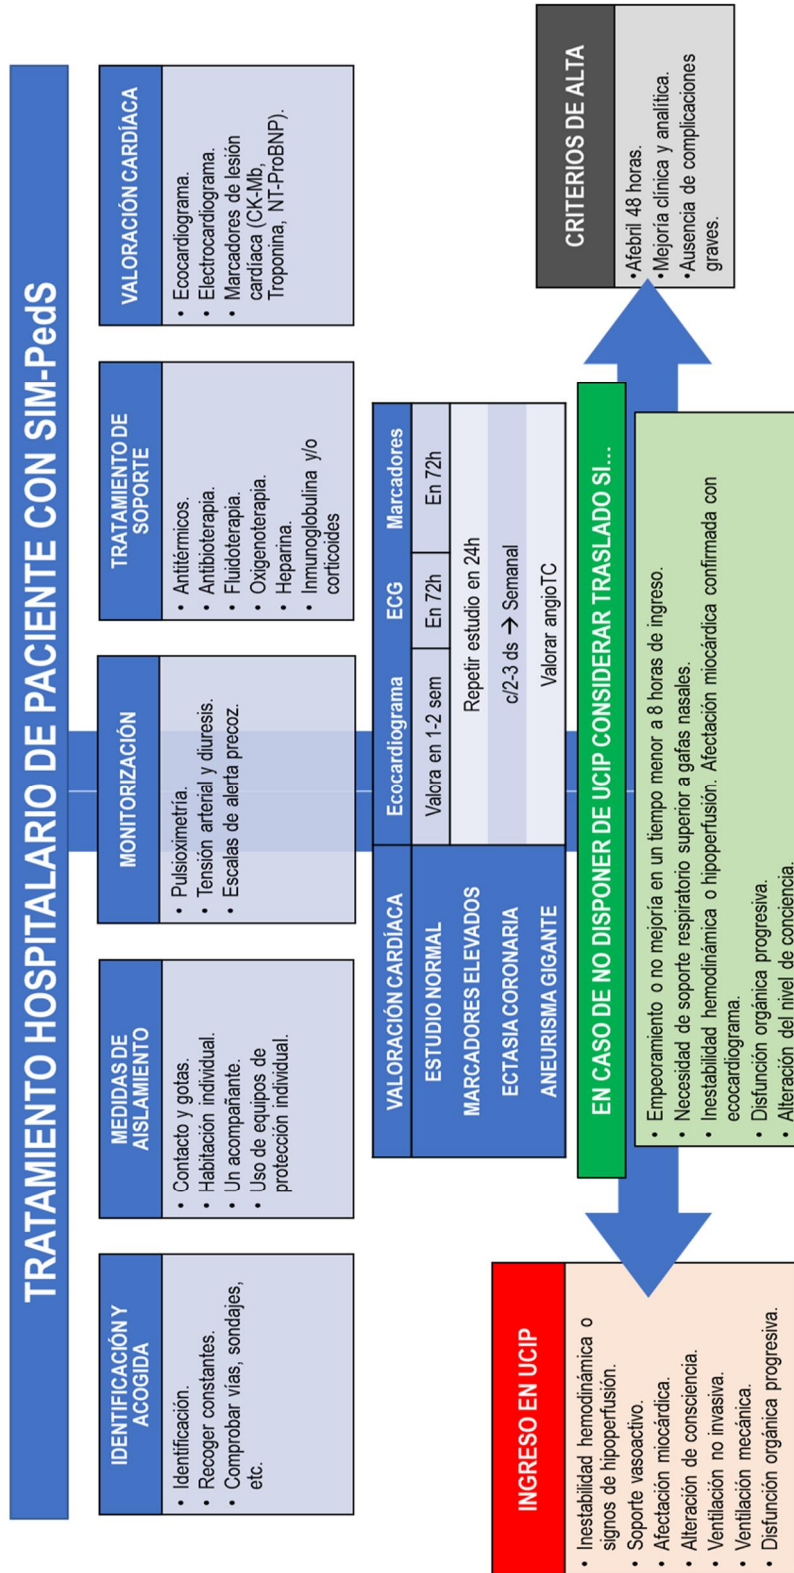 TRATAMIENTO HOSPITALARIO DE PACIENTE CON SIM-PedS
IDENTIFICACIÓN Y
ACOGIDA
• Identificación.
• Recoger constantes.
• Comprobar vías, sondajes,
etc.
MEDIDAS DE
AISLAMIENTO
• Contacto y gotas.
• Habitación individual.
• Un acompañante.
• Uso de equipos de
protección individual.
MONITORIZACIÓN
• Pulsioximetría.
• Tensión arterial y diuresis.
• Escalas de alerta precoz.
TRATAMIENTO DE
SOPORTE
• Antitérmicos.
• Antibioterapia.
• Fluidoterapia.
• Oxigenoterapia.
• Heparina.
• Inmunoglobulina y/o
corticoides
VALORACIÓN CARDÍACA
• Ecocardiograma.
• Electrocardiograma.
• Marcadores de lesión
cardíaca (CK-Mb,
Troponina, NT-ProBNP).
VALORACIÓN CARDÍACA Ecocardiograma ECG Marcadores
ESTUDIO NORMAL Valora en 1-2 sem En 72h En 72h
MARCADORES ELEVADOS Repetir estudio en 24h
ECTASIA CORONARIA c/2-3 ds → Semanal
ANEURISMA GIGANTE Valorar angioTC
INGRESO EN UCIP
• Inestabilidad hemodinámica o
signos de hipoperfusión.
• Soporte vasoactivo.
• Afectación miocárdica.
• Alteración de consciencia.
• Ventilación no invasiva.
• Ventilación mecánica.
• Disfunción orgánica progresiva.
EN CASO DE NO DISPONER DE UCIP CONSIDERAR TRASLADO SI...
• Empeoramiento o no mejoría en un tiempo menor a 8 horas de ingreso.
• Necesidad de soporte respiratorio superior a gafas nasales.
• Inestabilidad hemodinámica o hipoperfusión. Afectación miocárdica confirmada con
ecocardiograma.
• Disfunción orgánica progresiva.
• Alteración del nivel de conciencia.
CRITERIOS DE ALTA
• Afebril 48 horas.
• Mejoría clínica y analítica.
• Ausencia de complicaciones
graves.